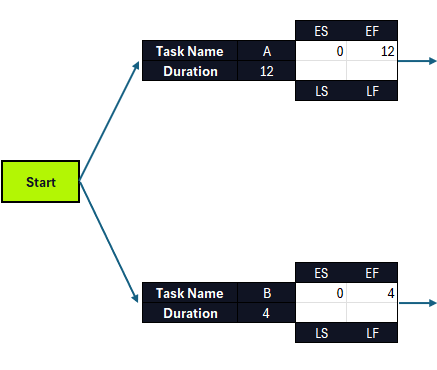 ES EF
Task Name A 0 12
Duration 12
LS LF
Start
ES EF
Task Name B 0 4
Duration 4
LS LF